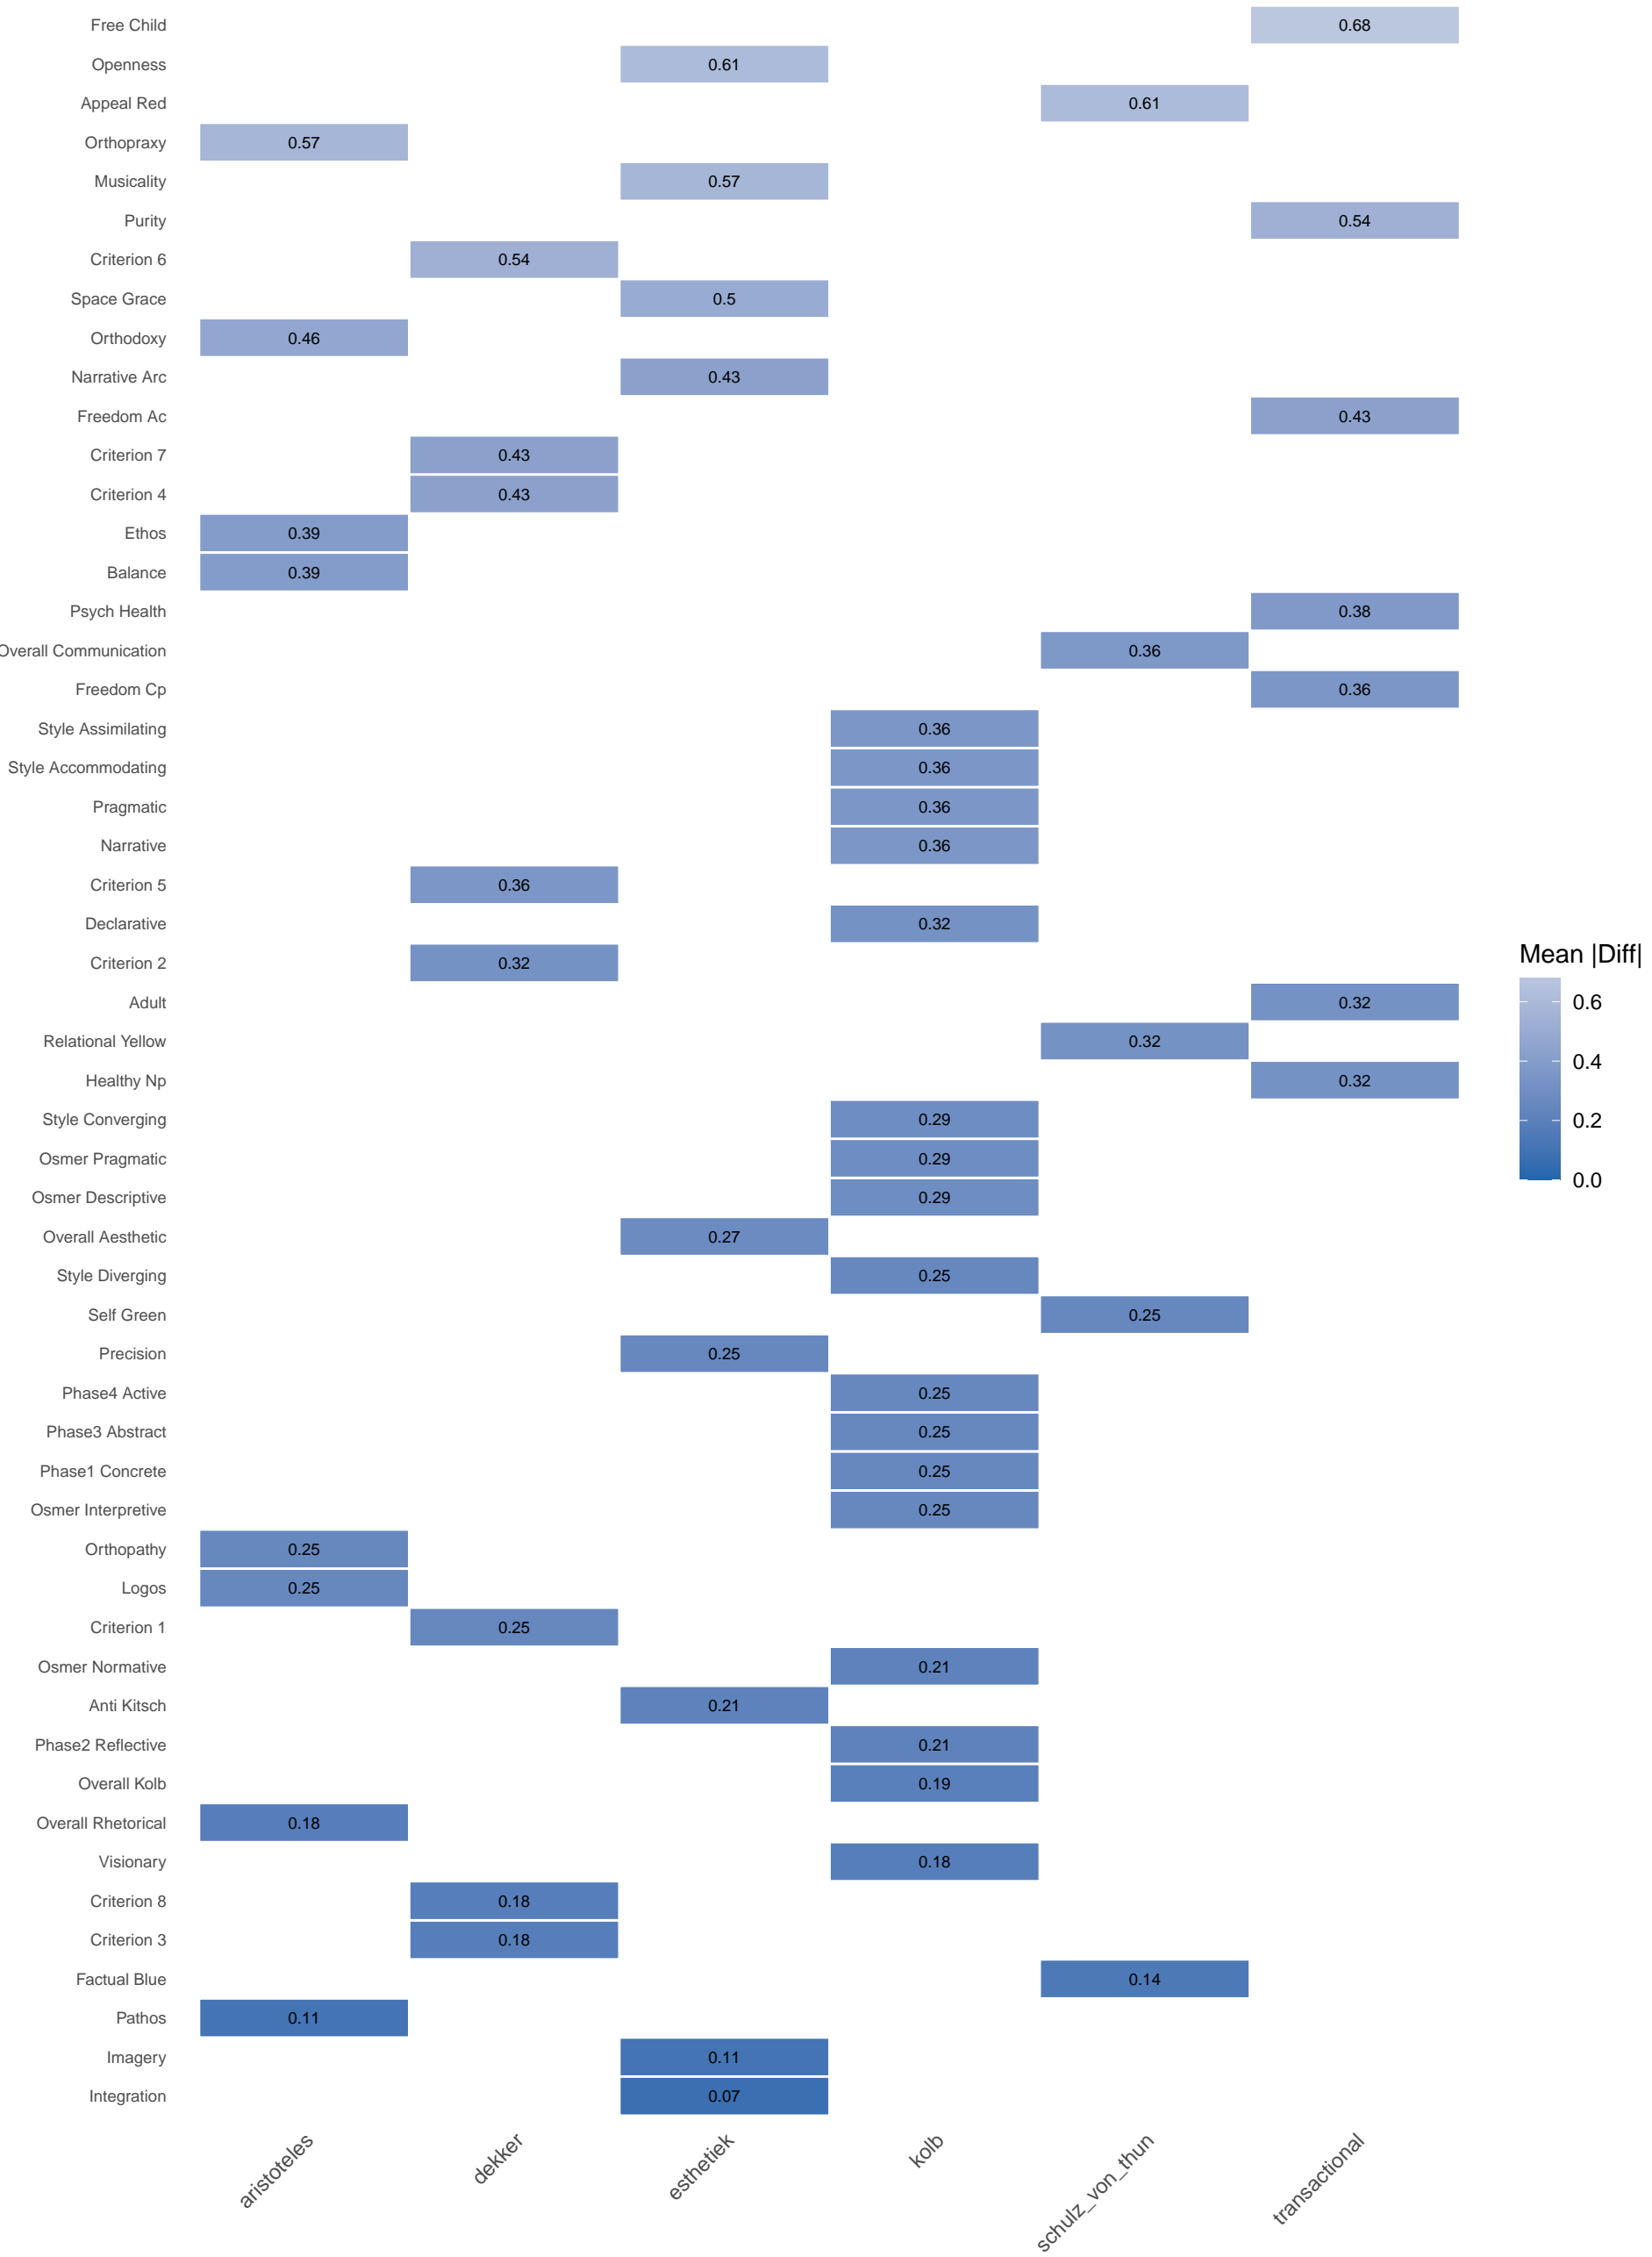 Free Child 0.68
Openness 0.61
Appeal Red 0.61
Orthopraxy 0.57
Musicality 0.57
Purity 0.54
Criterion 6 0.54
Space Grace 0.5
Orthodoxy 0.46
Narrative Arc 0.43
Freedom Ac 0.43
Criterion 7 0.43
Criterion 4 0.43
Ethos 0.39
Balance 0.39
Psych Health 0.38
Overall Communication 0.36
Freedom Cp 0.36
Style Assimilating 0.36
Style Accommodating 0.36
Pragmatic 0.36
Narrative 0.36
Criterion 5 0.36
Declarative 0.32
Criterion 2 0.32
Adult 0.32
Relational Yellow 0.32
Healthy Np 0.32
Style Converging 0.29
Osmer Pragmatic 0.29
Osmer Descriptive 0.29
Overall Aesthetic 0.27
Style Diverging 0.25
Self Green 0.25
Precision 0.25
Phase4 Active 0.25
Phase3 Abstract 0.25
Phase1 Concrete 0.25
Osmer Interpretive 0.25
Orthopathy 0.25
Logos 0.25
Criterion 1 0.25
Osmer Normative 0.21
Anti Kitsch 0.21
Phase2 Reflective 0.21
Overall Kolb 0.19
Overall Rhetorical 0.18
Visionary 0.18
Criterion 8 0.18
Criterion 3 0.18
Factual Blue 0.14
Pathos 0.11
Imagery 0.11
Integration 0.07
aristoteles dekker esthetiek kolb schulz_von_thun transactional
Mean |Diff|
0.6
0.4
0.2
0.0